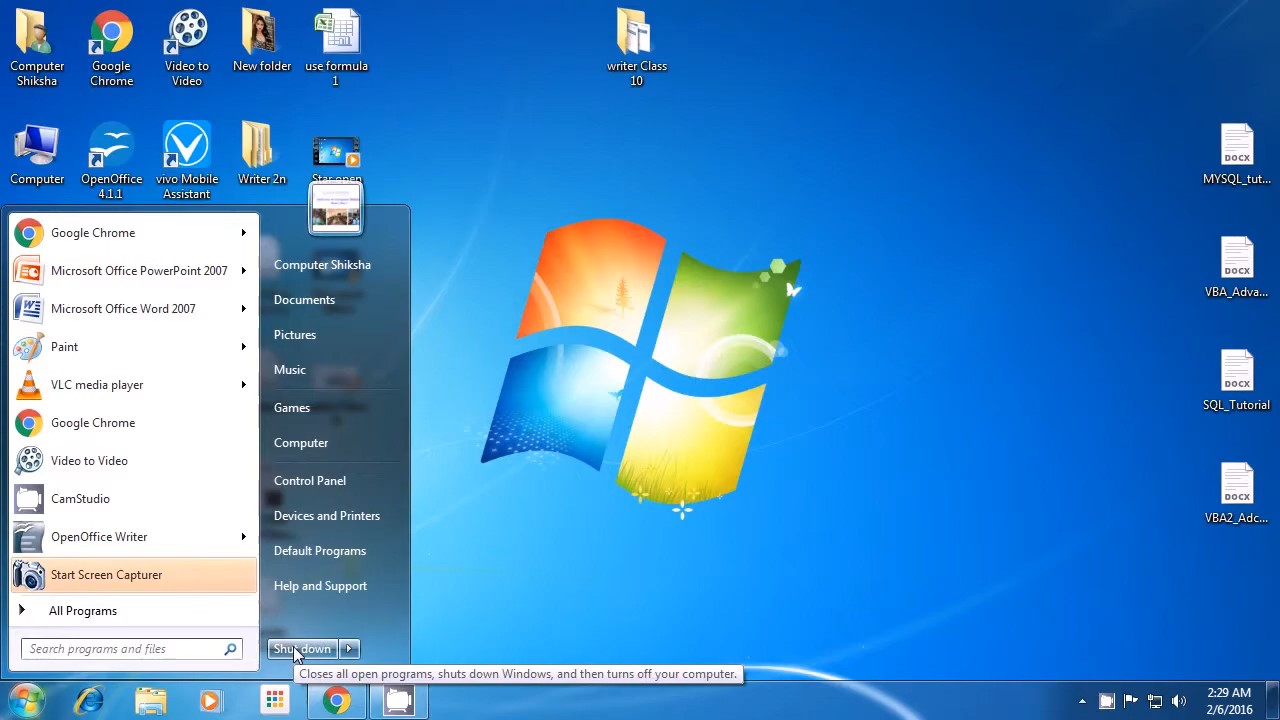 Computer
Shiksha
Google
Chrome
Video to
Video
New folder
use formula
1
writer Class
10
Computer
OpenOffice
4.1.1
vivo Mobile
Assistant
Writer 2n
Star open
MYSQL_tut...
VBA_Adva...
SQL_Tutorial
VBA2_Adc...
DOCX
DOCX
DOCX
DOCX
Google Chrome
Microsoft Office PowerPoint 2007
Microsoft Office Word 2007
Paint
VLC media player
Google Chrome
Video to Video
CamStudio
OpenOffice Writer
Start Screen Capturer
All Programs
Search programs and files
Computer Shiksha
Documents
Pictures
Music
Games
Computer
Control Panel
Devices and Printers
Default Programs
Help and Support
Shut down
Closes all open programs, shuts down Windows, and then turns off your computer.
2:29 AM
2/6/2016